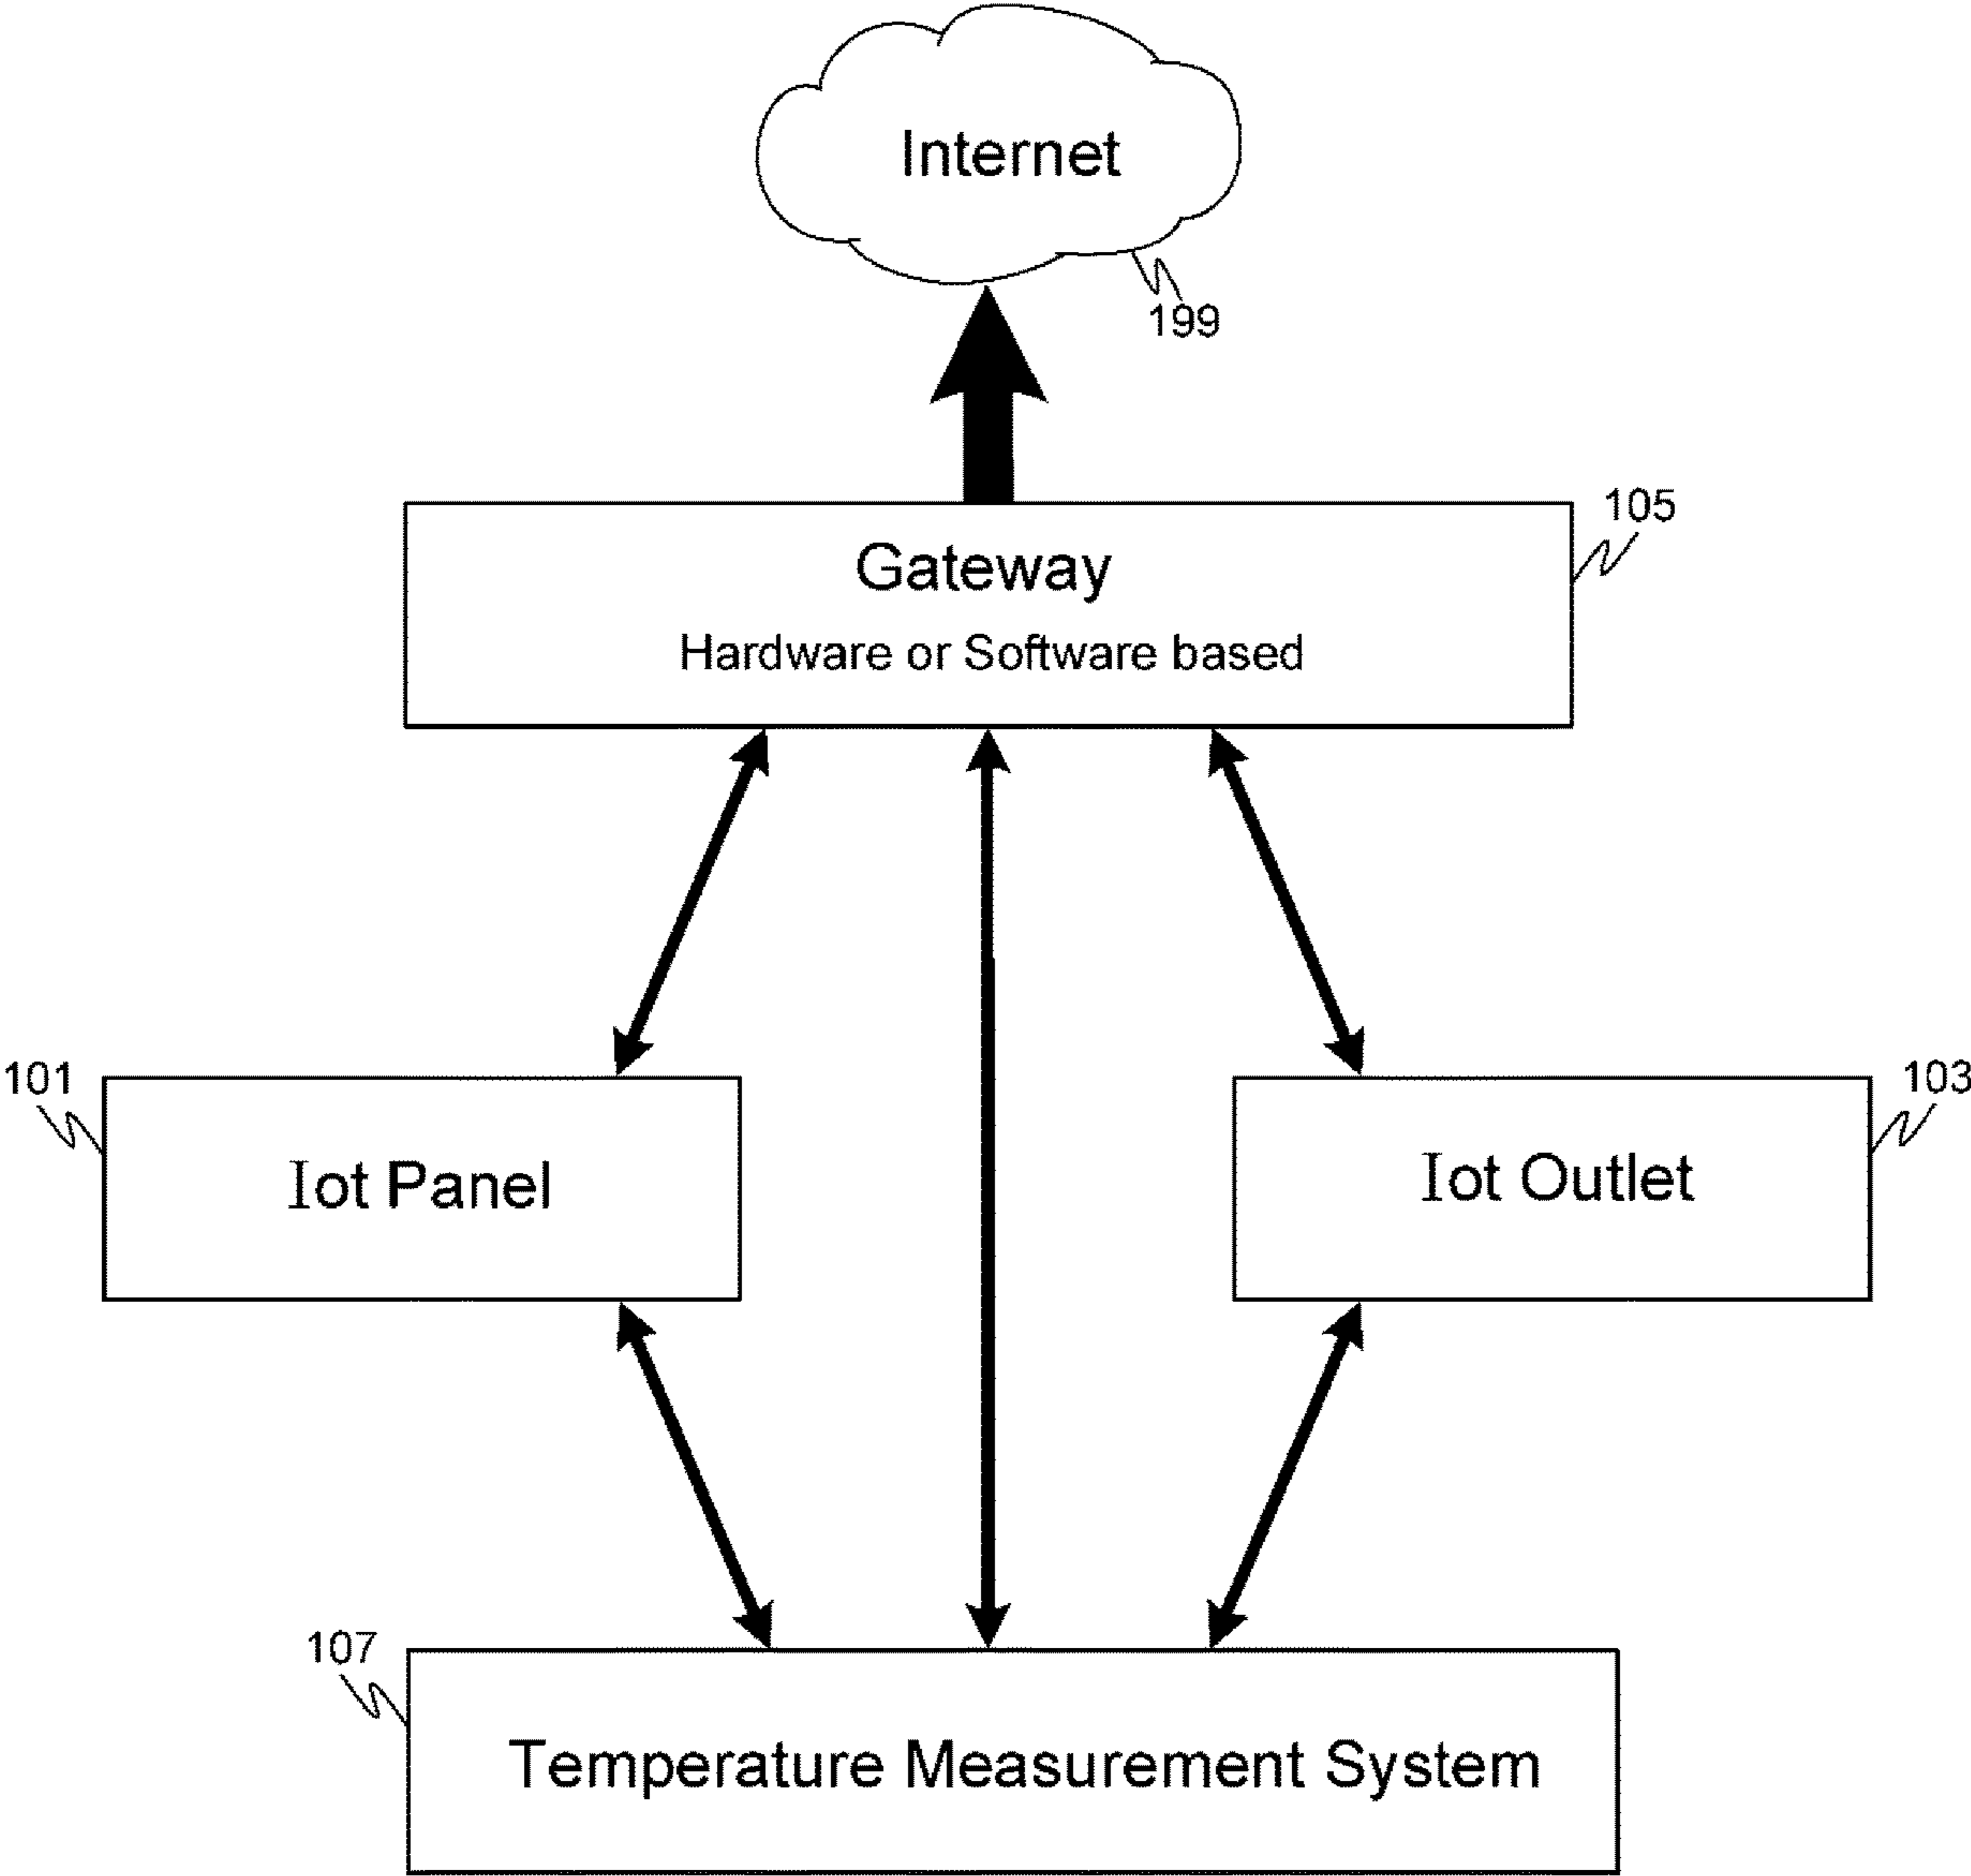 Internet
199
105
Gateway
Hardware or Software based
101
103
Iot Panel
Iot Outlet
107
Temperature Measurement System